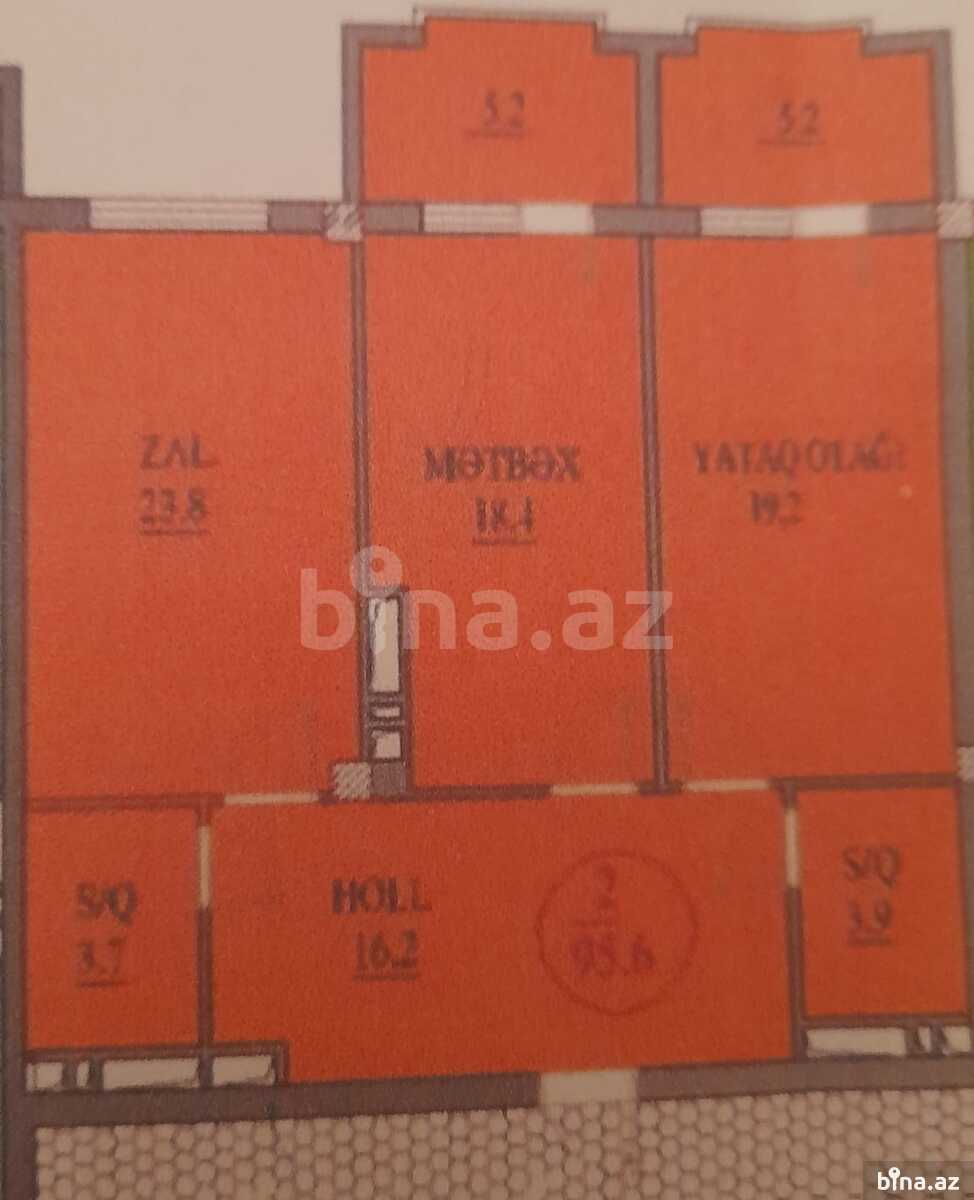 5.2
5.2
ZAL
23.8
MƏTBƏX
18.4
YATAQ OTAĞI
19.2
bina.az
S/Q
3.7
HOLL
16.2
2
95.6
S/Q
3.9
bina.az